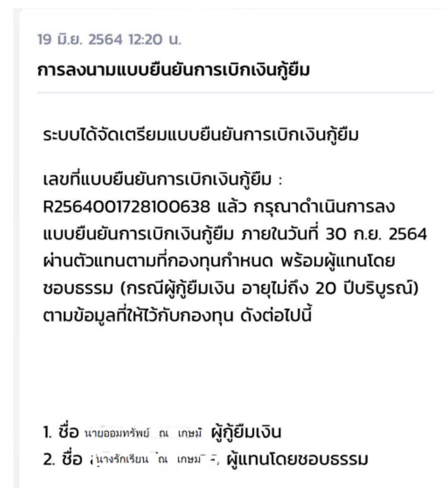 19 มิ.ย. 2564 12:20 น.
การลงนามแบบยืนยันการเบิกเงินกู้ยืม
ระบบได้จัดเตรียมแบบยืนยันการเบิกเงินกู้ยืม
เลขที่แบบยืนยันการเบิกเงินกู้ยืม :
R2564001728100638 แล้ว กรุณาดำเนินการลง
แบบยืนยันการเบิกเงินกู้ยืม ภายในวันที่ 30 ก.ย. 2564
ผ่านตัวแทนตามที่กองทุนกำหนด พร้อมผู้แทนโดย
ชอบธรรม (กรณีผู้กู้ยืมเงิน อายุไม่ถึง 20 ปีบริบูรณ์)
ตามข้อมูลที่ให้ไว้กับกองทุน ดังต่อไปนี้
1. ชื่อ นายออมทรัพย์ ณ เกษม ผู้กู้ยืมเงิน
2. ชื่อ นางรักเรียน ณ เกษม ผู้แทนโดยชอบธรรม